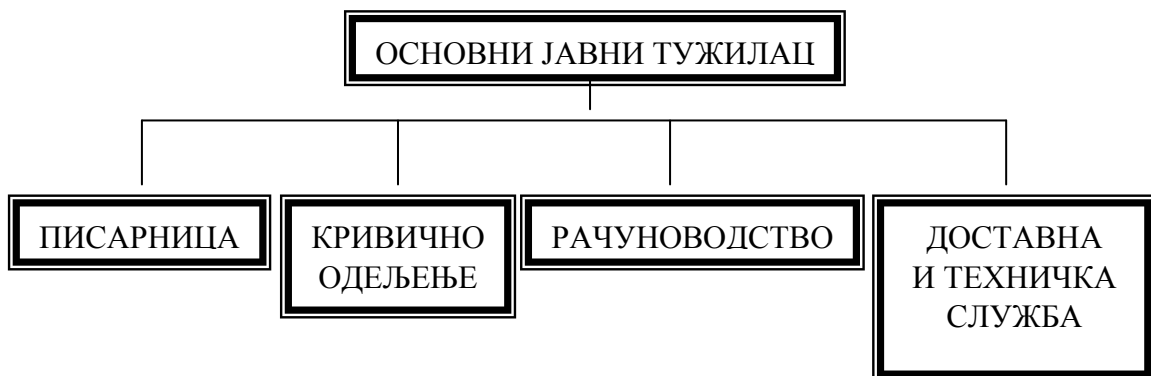 ОСНОВНИ ЈАВНИ ТУЖИЛАЦ
ПИСАРНИЦА
КРИВИЧНО
ОДЕЉЕЊЕ
РАЧУНОВОДСТВО
ДОСТАВНА
И ТЕХНИЧКА
СЛУЖБА